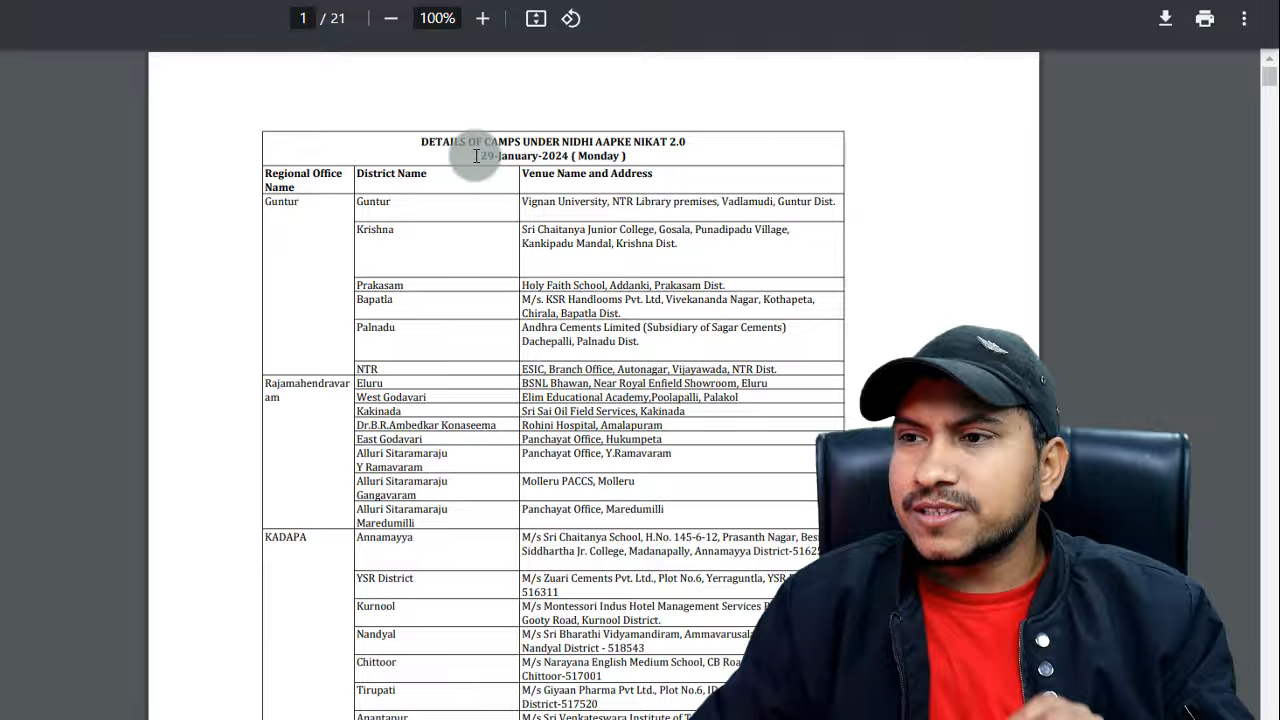 1 / 21
100%
DETAILS OF CAMPS UNDER NIDHI AAPKE NIKAT 2.0
29-January-2024 ( Monday )
Regional Office District Name Venue Name and Address
Name
Guntur Guntur Vignan University, NTR Library premises, Vadlamudi, Guntur Dist.
Krishna Sri Chaitanya Junior College, Gosala, Punadipadu Village,
Kankipadu Mandal, Krishna Dist.
Prakasam Holy Faith School, Addanki, Prakasam Dist.
Bapatla M/s. KSR Handlooms Pvt. Ltd, Vivekananda Nagar, Kothapeta,
Chirala, Bapatla Dist.
Palnadu Andhra Cements Limited (Subsidiary of Sagar Cements)
Dachepalli, Palnadu Dist.
NTR ESIC, Branch Office, Autonagar, Vijayawada, NTR Dist.
Rajamahendravar Eluru BSNL Bhawan, Near Royal Enfield Showroom, Eluru
am West Godavari Elim Educational Academy,Poolapalli, Palakol
Kakinada Sri Sai Oil Field Services, Kakinada
Dr.B.R.Ambedkar Konaseema Rohini Hospital, Amalapuram
East Godavari Panchayat Office, Hukumpeta
Alluri Sitaramaraju Panchayat Office, Y.Ramavaram
Y Ramavaram
Alluri Sitaramaraju Molleru PACCS, Molleru
Gangavaram
Alluri Sitaramaraju Panchayat Office, Maredumilli
Maredumilli
KADAPA Annamayya M/s Sri Chaitanya School, H.No. 145-6-12, Prasanth Nagar,
Siddhartha Jr. College, Madanapally, Annamayya
YSR District M/s Zuari Cements Pvt. Ltd., Plot No.6, Yerraguntla,
516311
Kurnool M/s Montessori Indus Hotel Management Services
Gooty Road, Kurnool District.
Nandyal M/s Sri Bharathi Vidyamandiram,
Nandyal District - 518543
Chittoor M/s Narayana English Medium School, CB
Chittoor-517001
Tirupati M/s Giyaan Pharma Pvt Ltd., Plot No.6,
District-517520
Anantapur M/s Sri Venkateswara Institute of